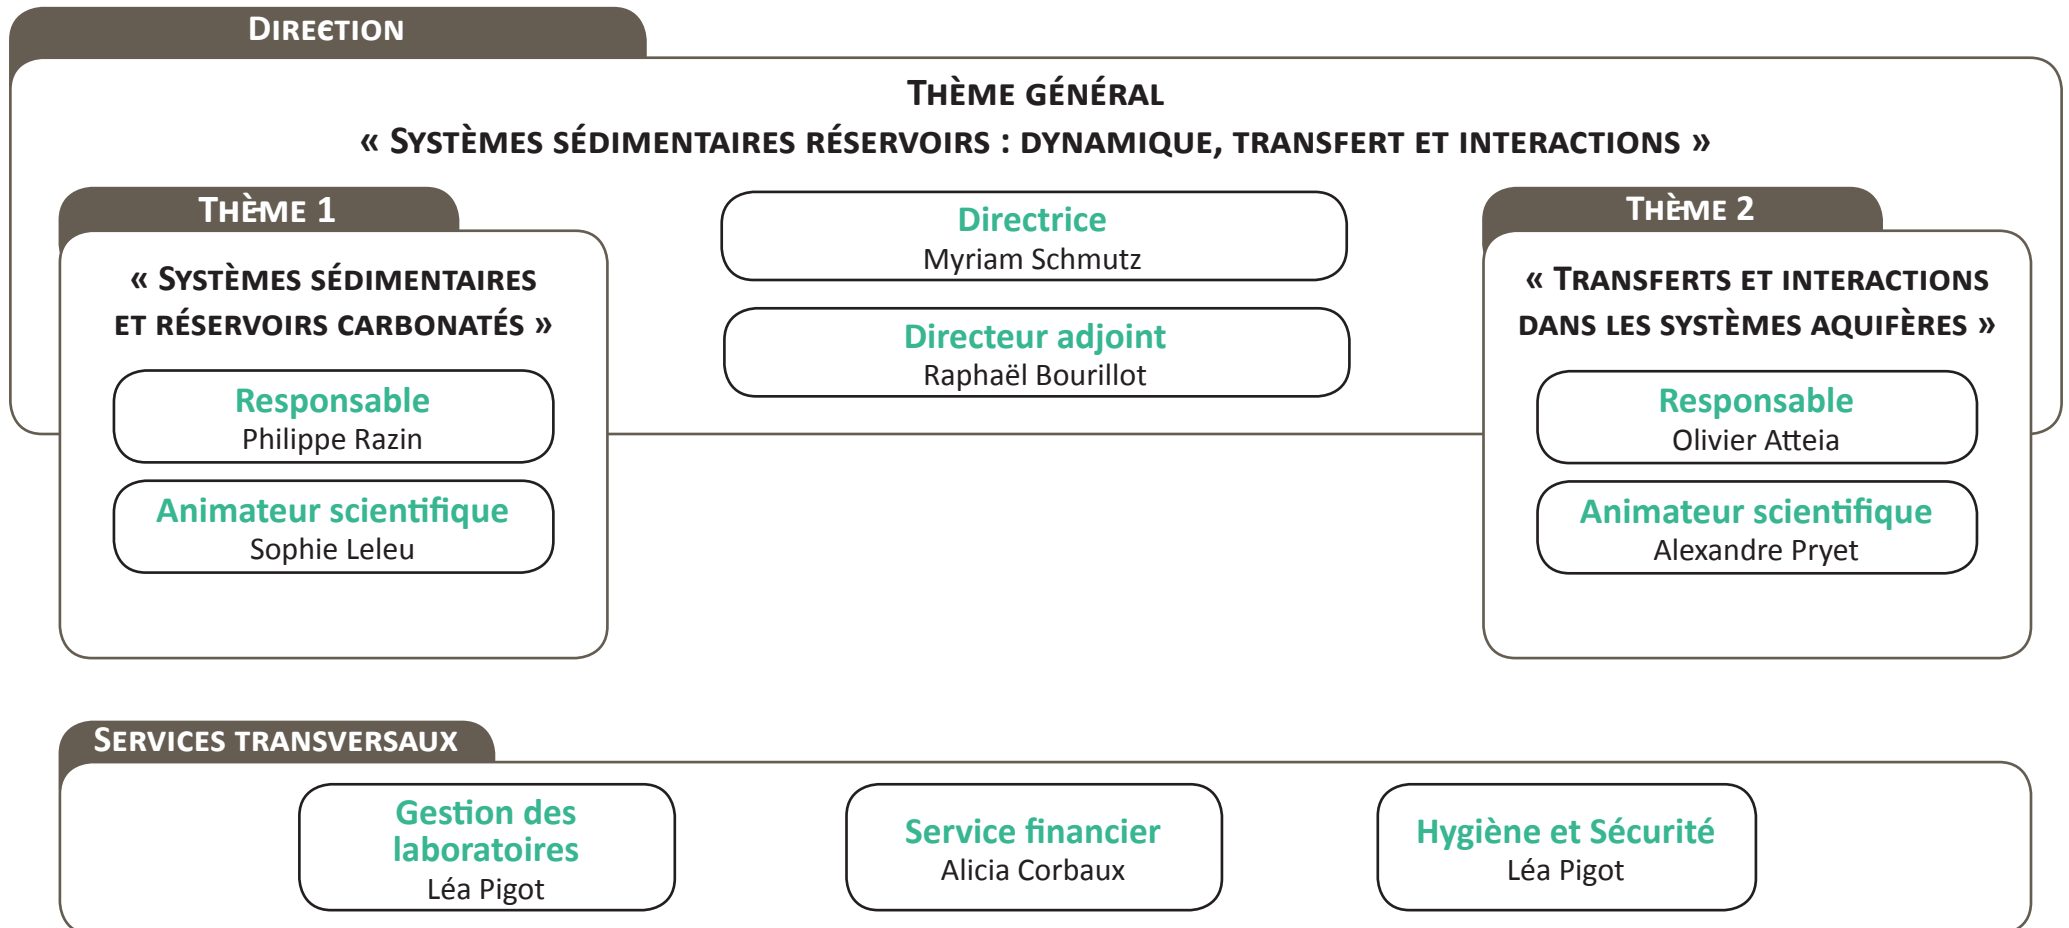 DIRECTION
THÈME GÉNÉRAL
« SYSTÈMES SÉDIMENTAIRES RÉSERVOIRS : DYNAMIQUE, TRANSFERT ET INTERACTIONS »
THÈME 1
« SYSTÈMES SÉDIMENTAIRES
ET RÉSERVOIRS CARBONATÉS »
Responsable
Philippe Razin
Animateur scientifique
Sophie Leleu
Directrice
Myriam Schmutz
Directeur adjoint
Raphaël Bourillot
THÈME 2
« TRANSFERTS ET INTERACTIONS
DANS LES SYSTÈMES AQUIFÈRES »
Responsable
Olivier Atteia
Animateur scientifique
Alexandre Pryet
SERVICES TRANSVERSAUX
Gestion des
laboratoires
Léa Pigot
Service financier
Alicia Corbaux
Hygiène et Sécurité
Léa Pigot